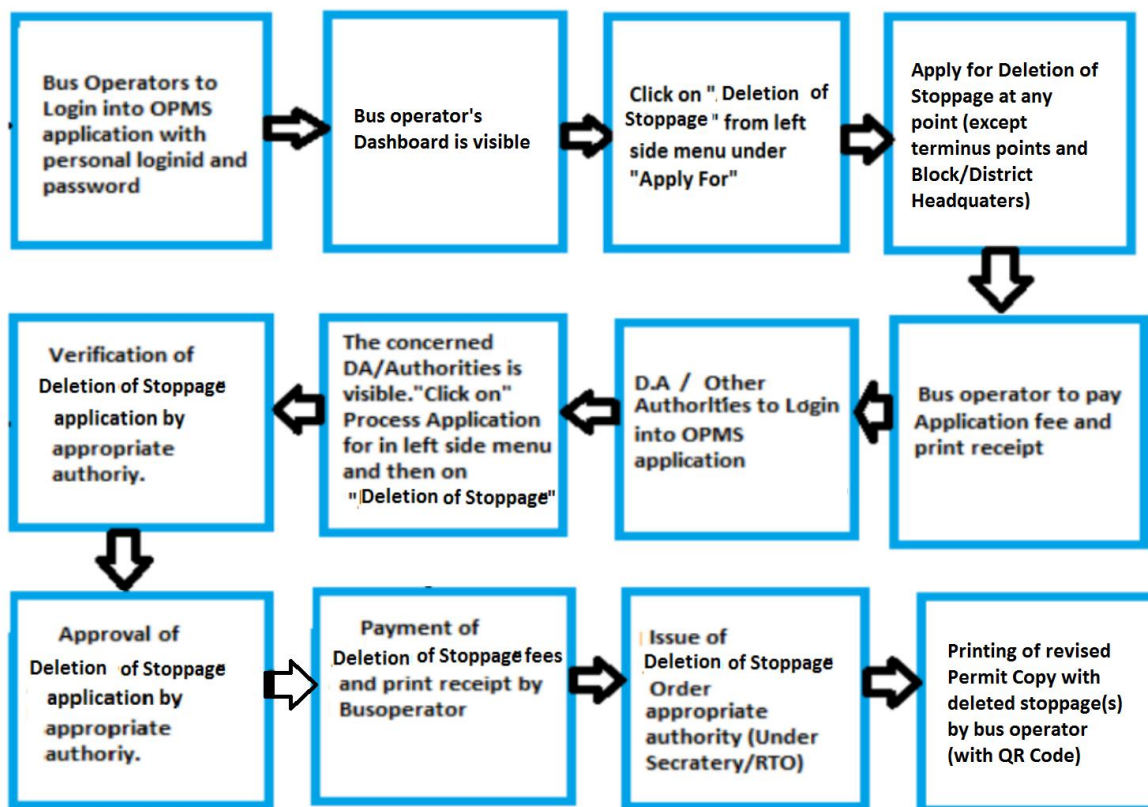 Bus Operators to
Login into OPMS
application with
personal loginid and
password
Bus operator's
Dashboard is visible
Click on " Deletion of
Stoppage " from left
side menu under
"Apply For"
Apply for Deletion of
Stoppage at any
point (except
terminus points and
Block/District
Headquaters)
Bus operator to pay
Application fee and
print receipt
D.A / Other
Authorities to Login
into OPMS
application
The concerned
DA/Authorities is
visible."Click on"
Process Application
for in left side menu
and then on
"Deletion of Stoppage"
Verification of
Deletion of Stoppage"
application by
appropriate
authoriy.
Approval of
Deletion of Stoppage"
application by
appropriate
authoriy.
Payment of
Deletion of Stoppage" fees
and print receipt by
Busoperator
Issue of
Deletion of Stoppage"
Order
appropriate
authority (Under
Secratery/RTO)
Printing of revised
Permit Copy with
deleted stoppage(s)
by bus operator
(with QR Code)